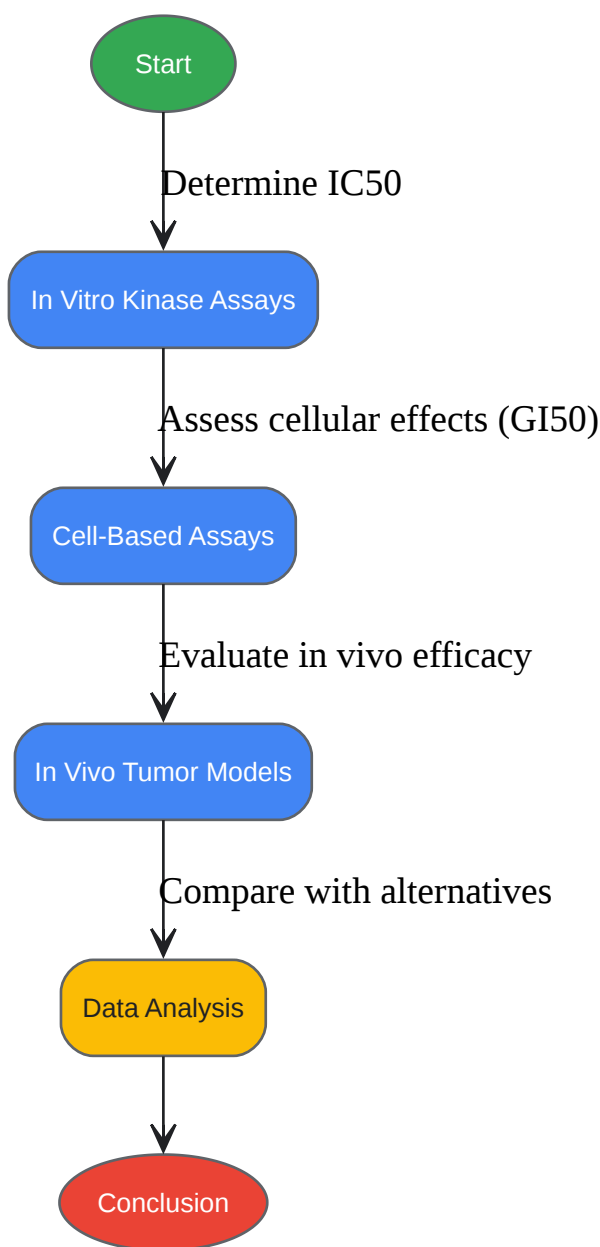 Start
Determine IC50
In Vitro Kinase Assays
Assess cellular effects (GI50)
Cell-Based Assays
Evaluate in vivo efficacy
In Vivo Tumor Models
Compare with alternatives
Data Analysis
Conclusion